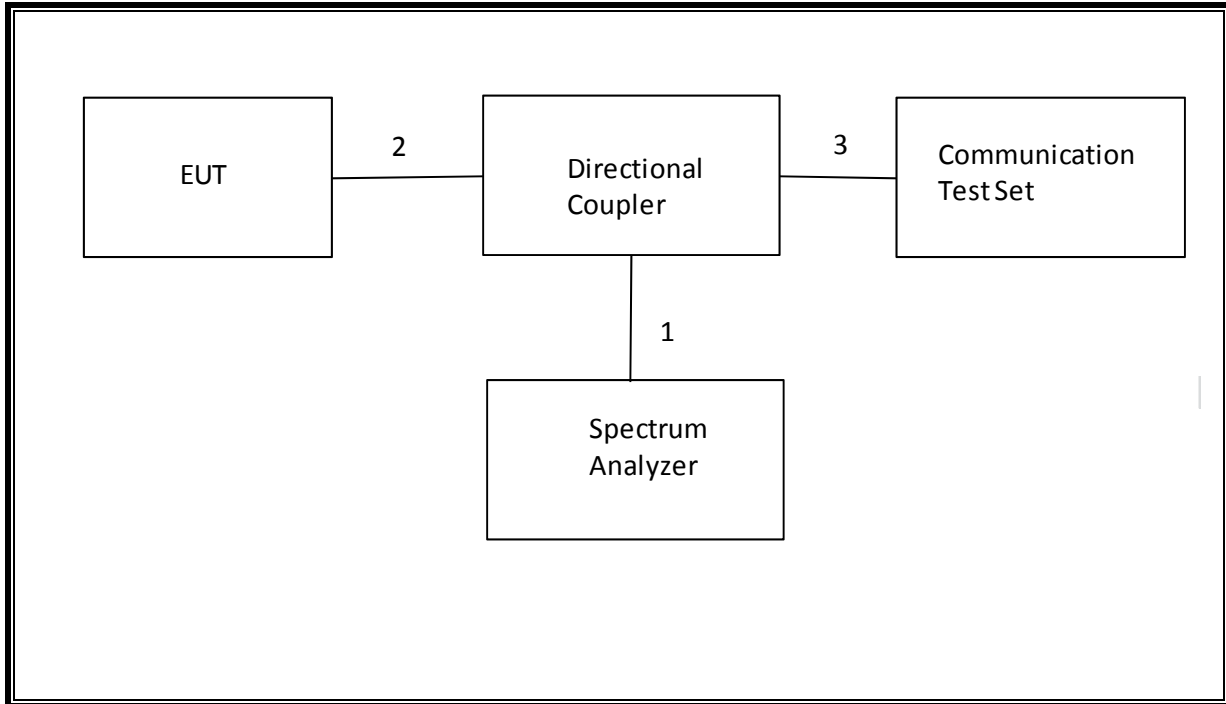 EUT
2
Directional
Coupler
3
Communication
Test Set
1
Spectrum
Analyzer